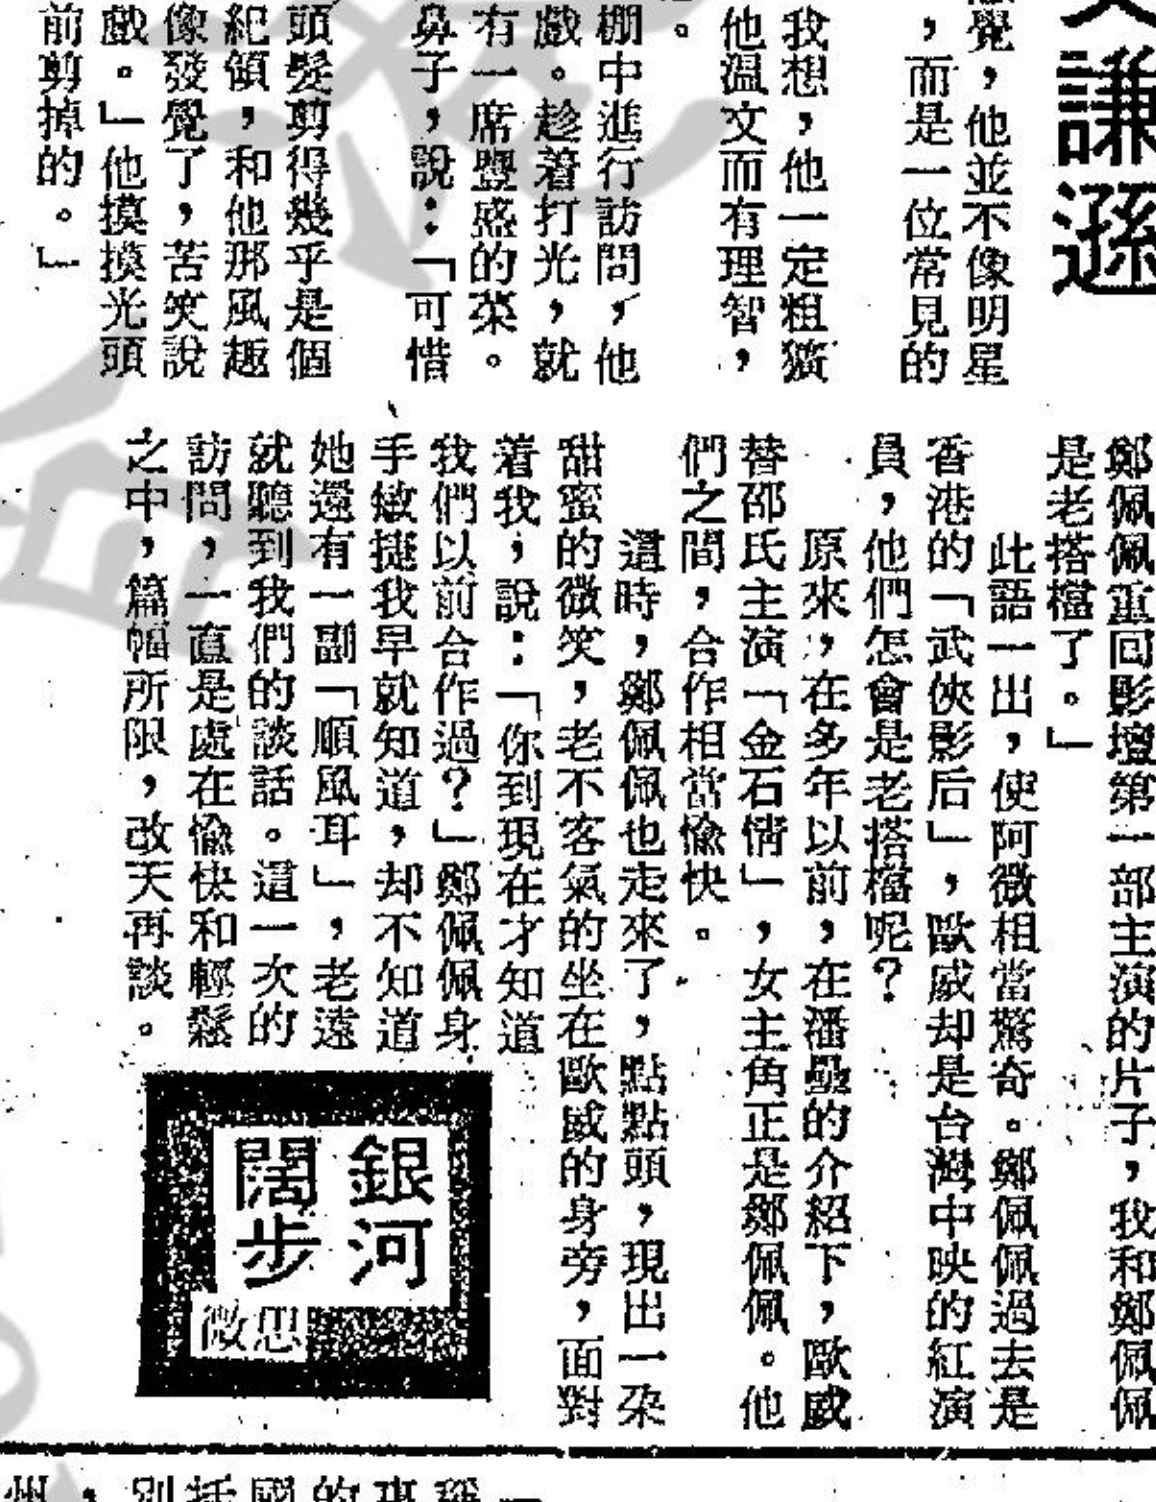 謙遜
覺，他並不像明星
，而是一位常見的
我想，他一定粗獷
他溫文而有理智，
。
棚中進行訪問，他
戲。趁着打光，就
有一席豐盛的菜。
鼻子，說：「可惜
頭髮剪得幾乎是個
紀領，和他那風趣
像發覺了，苦笑說
戲。」他摸摸光頭
前剪掉的。」
鄭佩佩重回影壇第一部主演的片子，我和鄭佩佩
是老搭檔了。」
此語一出，使阿微相當驚奇。鄭佩佩過去是
香港的「武俠影后」，歐威却是台灣中映的紅演
員，他們怎會是老搭檔呢？
原來，在多年以前，在潘壘的介紹下，歐威
替邵氏主演「金石情」，女主角正是鄭佩佩。他
們之間，合作相當愉快。
這時，鄭佩佩也走來了，點點頭，現出一朶
甜蜜的微笑，老不客氣的坐在歐威的身旁，面對
着我，說：「你到現在才知道
我們以前合作過？」鄭佩佩身
手敏捷我早就知道，却不知道
她還有一副「順風耳」，老遠
就聽到我們的談話。這一次的
訪問，一直是處在愉快和輕鬆
之中，篇幅所限，改天再談。
銀河
闊步
微思